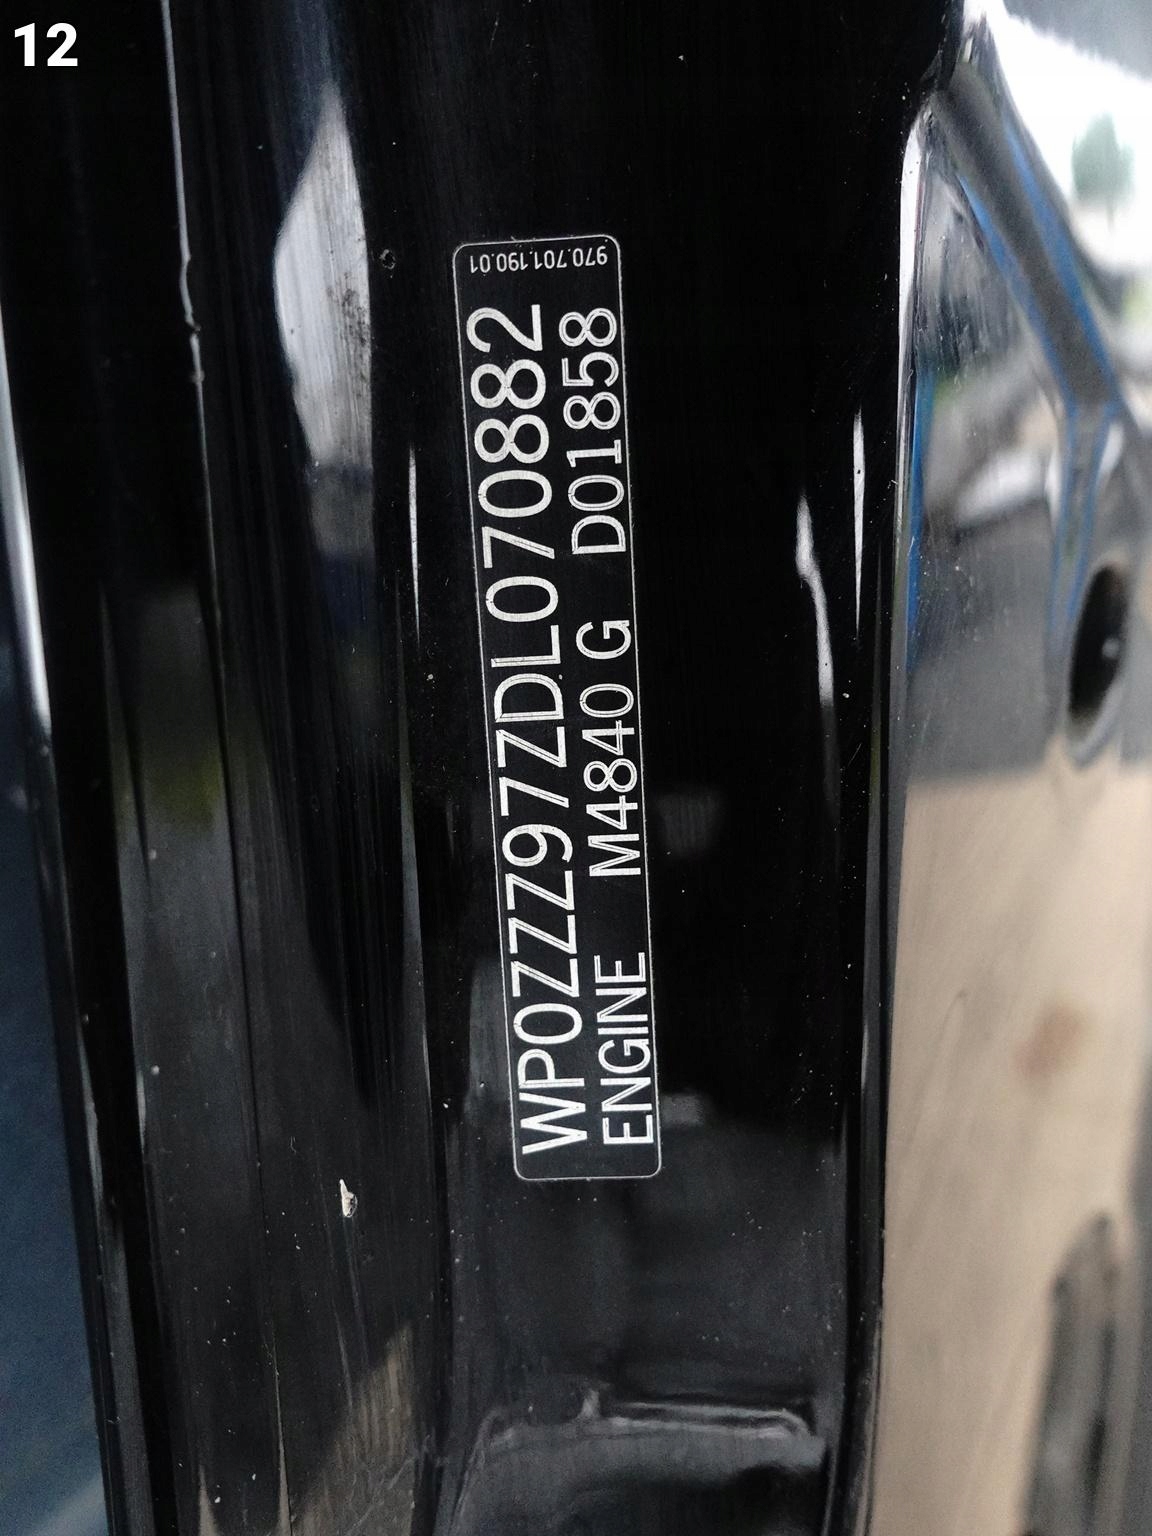 12
WP0ZZZ97ZDL070882
ENGINE M4840 G D01858
970.701.190.01